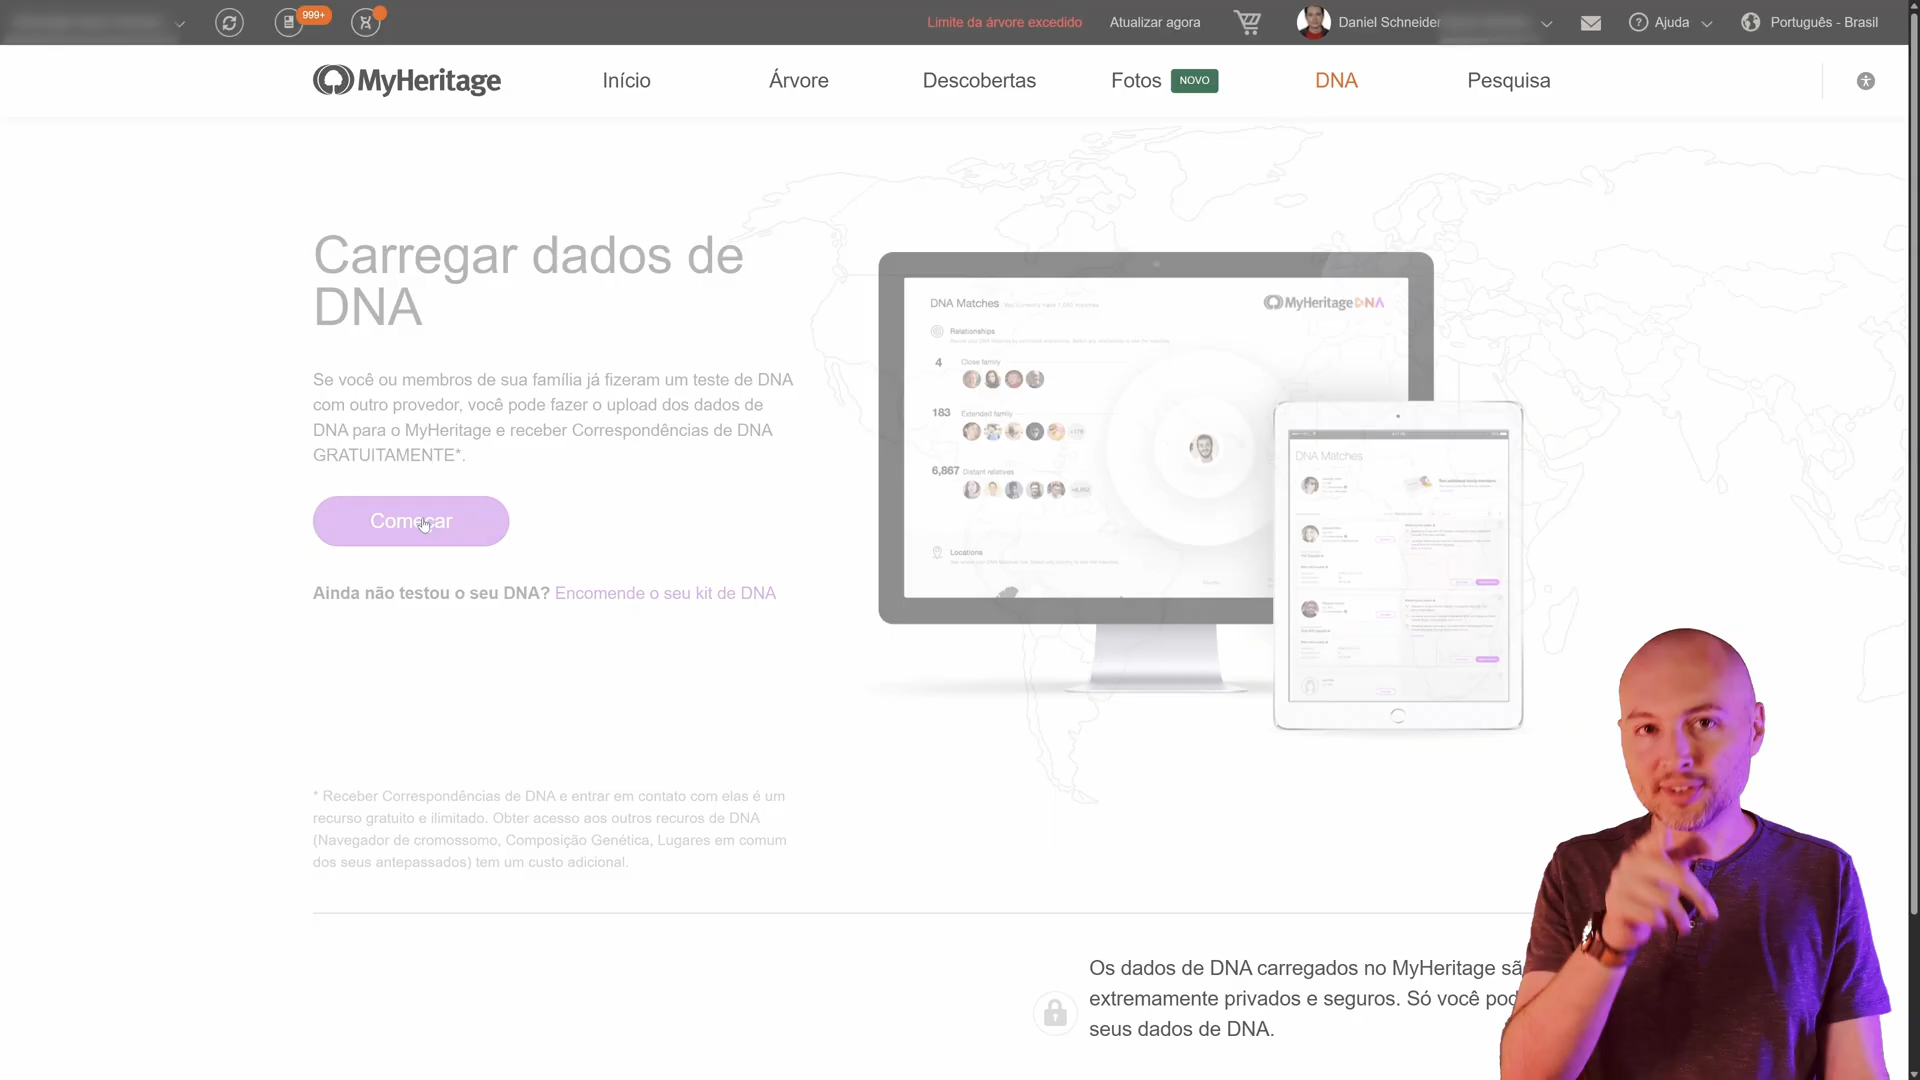 999+
Limite da árvore excedido
Atualizar agora
Daniel Schneider
Ajuda
Português - Brasil
MyHeritage
Início
Árvore
Descobertas
Fotos
NOVO
DNA
Pesquisa
Carregar dados de
DNA
Se você ou membros de sua família já fizeram um teste de DNA
com outro provedor, você pode fazer o upload dos dados de
DNA para o MyHeritage e receber Correspondências de DNA
GRATUITAMENTE*.
Começar
Ainda não testou o seu DNA? Encomende o seu kit de DNA
DNA Matches
MyHeritage DNA
Relationships
4 Close family
183 Extended family
+178
6,867 Distant relatives
Locations
DNA Matches
* Receber Correspondências de DNA e entrar em contato com elas é um
recurso gratuito e ilimitado. Obter acesso aos outros recuros de DNA
(Navegador de cromossomo, Composição Genética, Lugares em comum
dos seus antepassados) tem um custo adicional.
Os dados de DNA carregados no MyHeritage sã
extremamente privados e seguros. Só você pod
seus dados de DNA.